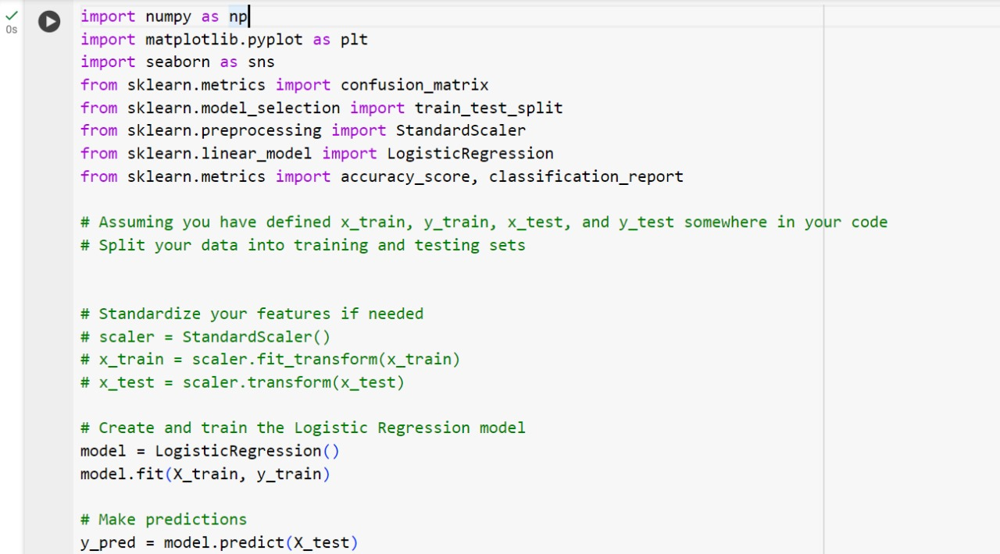 0s
import numpy as np
import matplotlib.pyplot as plt
import seaborn as sns
from sklearn.metrics import confusion_matrix
from sklearn.model_selection import train_test_split
from sklearn.preprocessing import StandardScaler
from sklearn.linear_model import LogisticRegression
from sklearn.metrics import accuracy_score, classification_report
# Assuming you have defined x_train, y_train, x_test, and y_test somewhere in your code
# Split your data into training and testing sets
# Standardize your features if needed
# scaler = StandardScaler()
# x_train = scaler.fit_transform(x_train)
# x_test = scaler.transform(x_test)
# Create and train the Logistic Regression model
model = LogisticRegression()
model.fit(X_train, y_train)
# Make predictions
y_pred = model.predict(X_test)